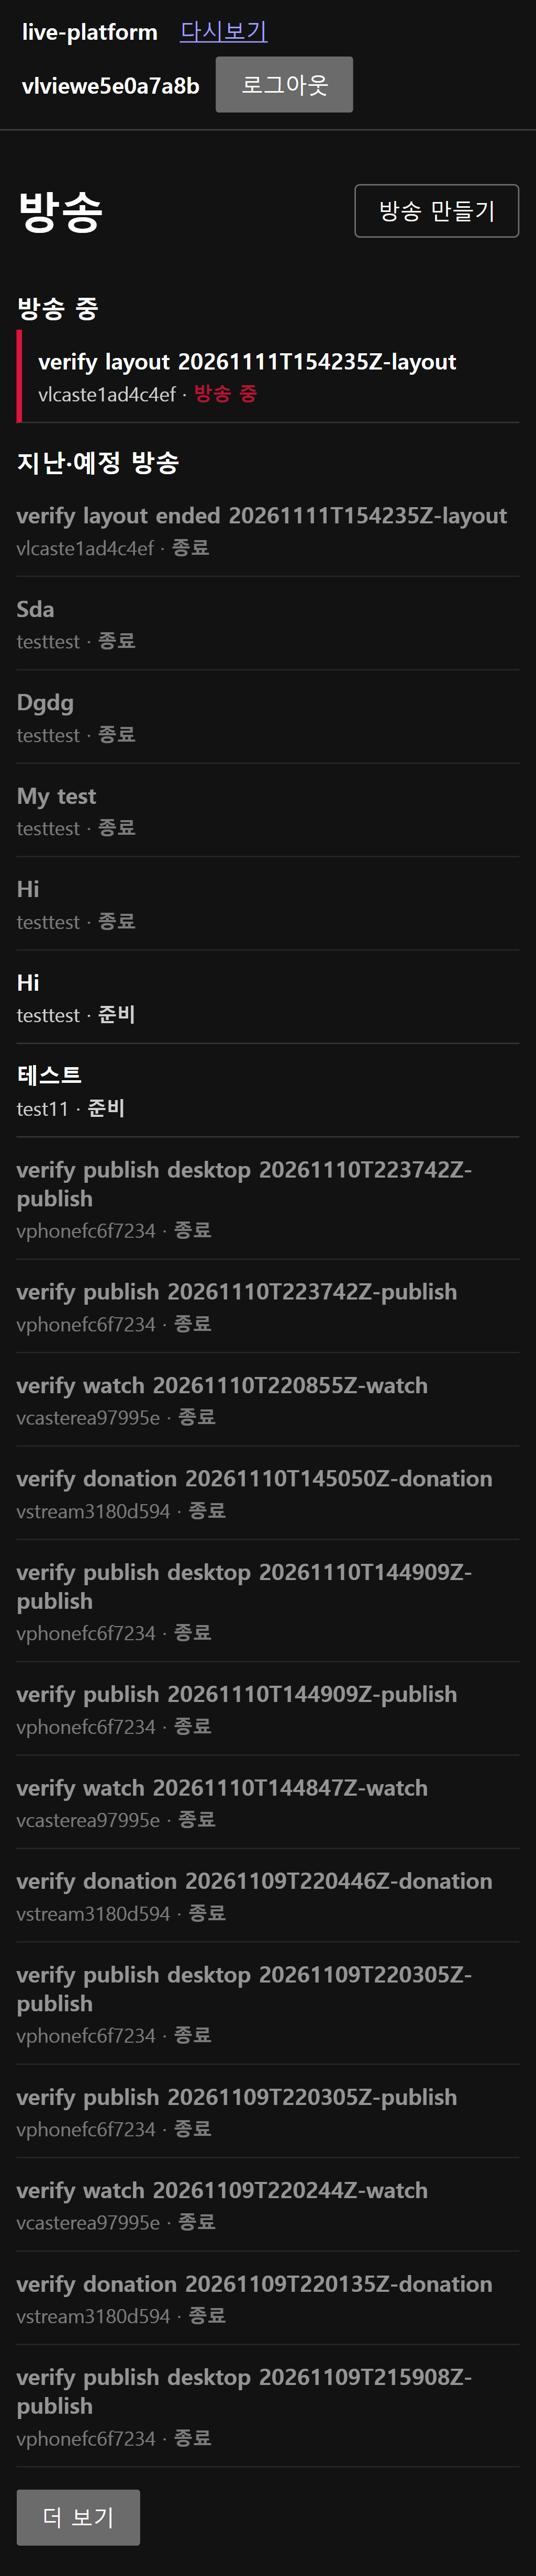 live-platform 다시보기
vlviewe5e0a7a8b 로그아웃
방송 방송 만들기
방송 중
verify layout 20261111T154235Z-layout
vlcaste1ad4c4ef · 방송 중
지난·예정 방송
verify layout ended 20261111T154235Z-layout
vlcaste1ad4c4ef · 종료
Sda
testtest · 종료
Dgdg
testtest · 종료
My test
testtest · 종료
Hi
testtest · 종료
Hi
testtest · 준비
테스트
test11 · 준비
verify publish desktop 20261110T223742Z-
publish
vphonefc6f7234 · 종료
verify publish 20261110T223742Z-publish
vphonefc6f7234 · 종료
verify watch 20261110T220855Z-watch
vcasterea97995e · 종료
verify donation 20261110T145050Z-donation
vstream3180d594 · 종료
verify publish desktop 20261110T144909Z-
publish
vphonefc6f7234 · 종료
verify publish 20261110T144909Z-publish
vphonefc6f7234 · 종료
verify watch 20261110T144847Z-watch
vcasterea97995e · 종료
verify donation 20261109T220446Z-donation
vstream3180d594 · 종료
verify publish desktop 20261109T220305Z-
publish
vphonefc6f7234 · 종료
verify publish 20261109T220305Z-publish
vphonefc6f7234 · 종료
verify watch 20261109T220244Z-watch
vcasterea97995e · 종료
verify donation 20261109T220135Z-donation
vstream3180d594 · 종료
verify publish desktop 20261109T215908Z-
publish
vphonefc6f7234 · 종료
더 보기